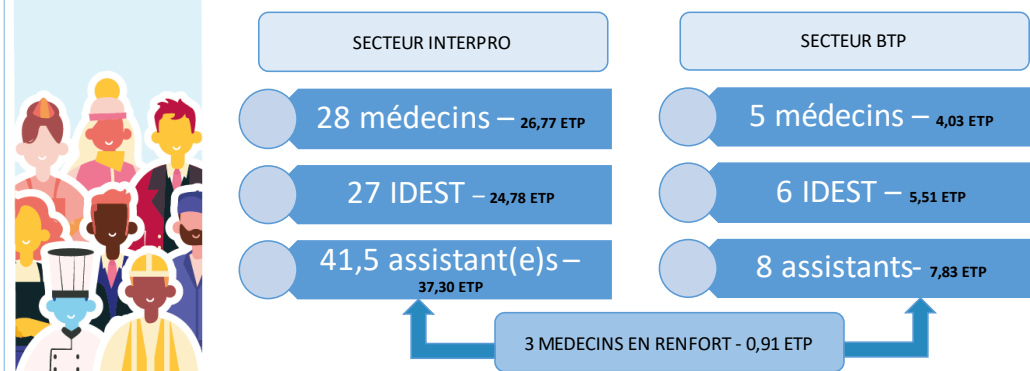 SECTEUR INTERPRO
28 médecins – 26,77 ETP
27 IDEST – 24,78 ETP
41,5 assistant(e)s –
37,30 ETP
SECTEUR BTP
5 médecins – 4,03 ETP
6 IDEST – 5,51 ETP
8 assistants- 7,83 ETP
3 MEDECINS EN RENFORT - 0,91 ETP